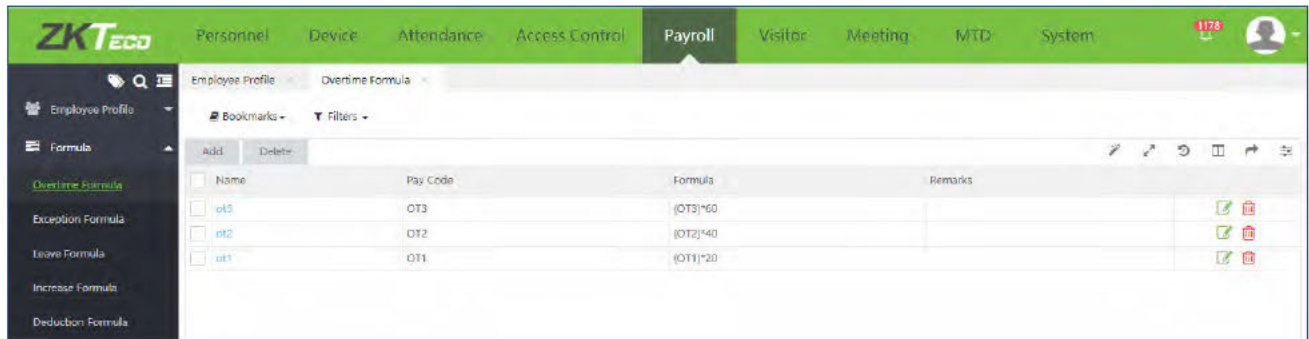 ZKTeco Personnel Device Attendance Access Control Payroll Visitor Meeting MTD System 1178
Employee Profile × Overtime Formula ×
Employee Profile
Bookmarks Filters
Formula
Add Delete
Name Pay Code Formula Remarks
Overtime Formula
ot3 OT3 (OT3)*60
Exception Formula
ot2 OT2 (OT2)*40
Leave Formula
ot1 OT1 (OT1)*20
Increase Formula
Deduction Formula